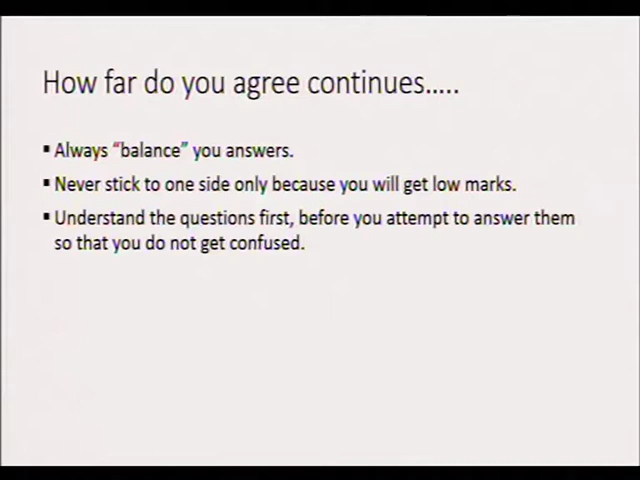 How far do you agree continues…..
▪ Always “balance” you answers.
▪ Never stick to one side only because you will get low marks.
▪ Understand the questions first, before you attempt to answer them
so that you do not get confused.